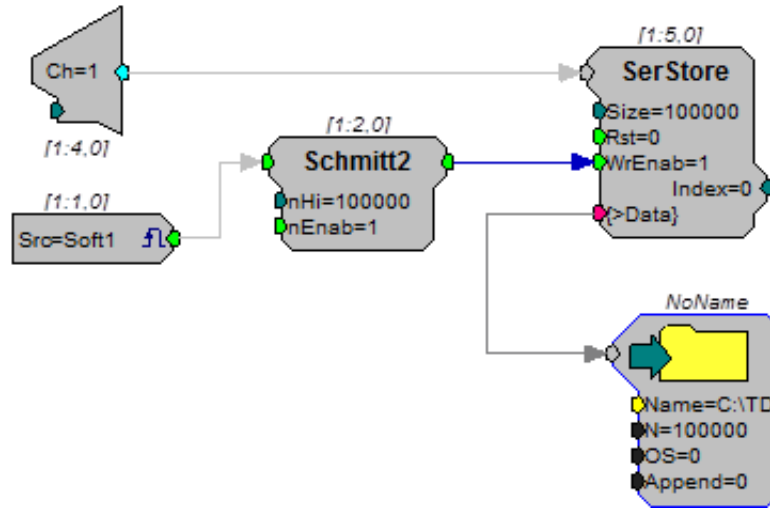 [1:5,0]
Ch=1
SerStore
Size=100000
Rst=0
WrEnab=1
Index=0
{>Data}
[1:4,0]
[1:2,0]
Schmitt2
nHi=100000
nEnab=1
[1:1,0]
Src=Soft1
NoName
Name=C:\TD
N=100000
OS=0
Append=0